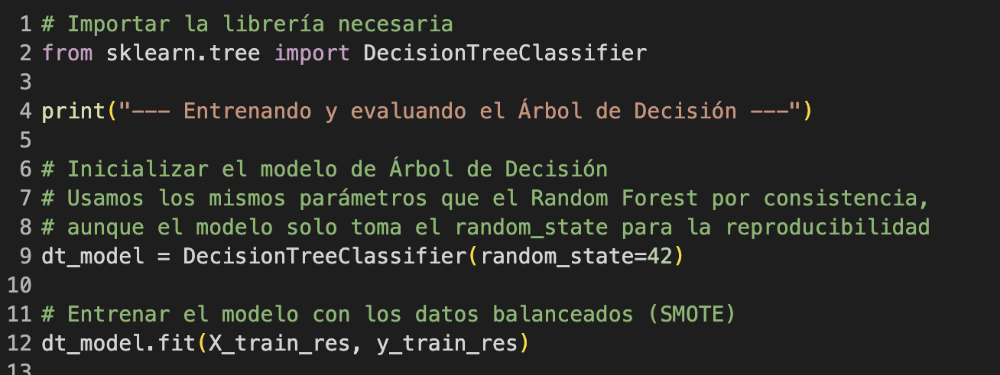 1 # Importar la librería necesaria
2 from sklearn.tree import DecisionTreeClassifier
3
4 print("--- Entrenando y evaluando el Árbol de Decisión ---")
5
6 # Inicializar el modelo de Árbol de Decisión
7 # Usamos los mismos parámetros que el Random Forest por consistencia,
8 # aunque el modelo solo toma el random_state para la reproducibilidad
9 dt_model = DecisionTreeClassifier(random_state=42)
10
11 # Entrenar el modelo con los datos balanceados (SMOTE)
12 dt_model.fit(X_train_res, y_train_res)
13